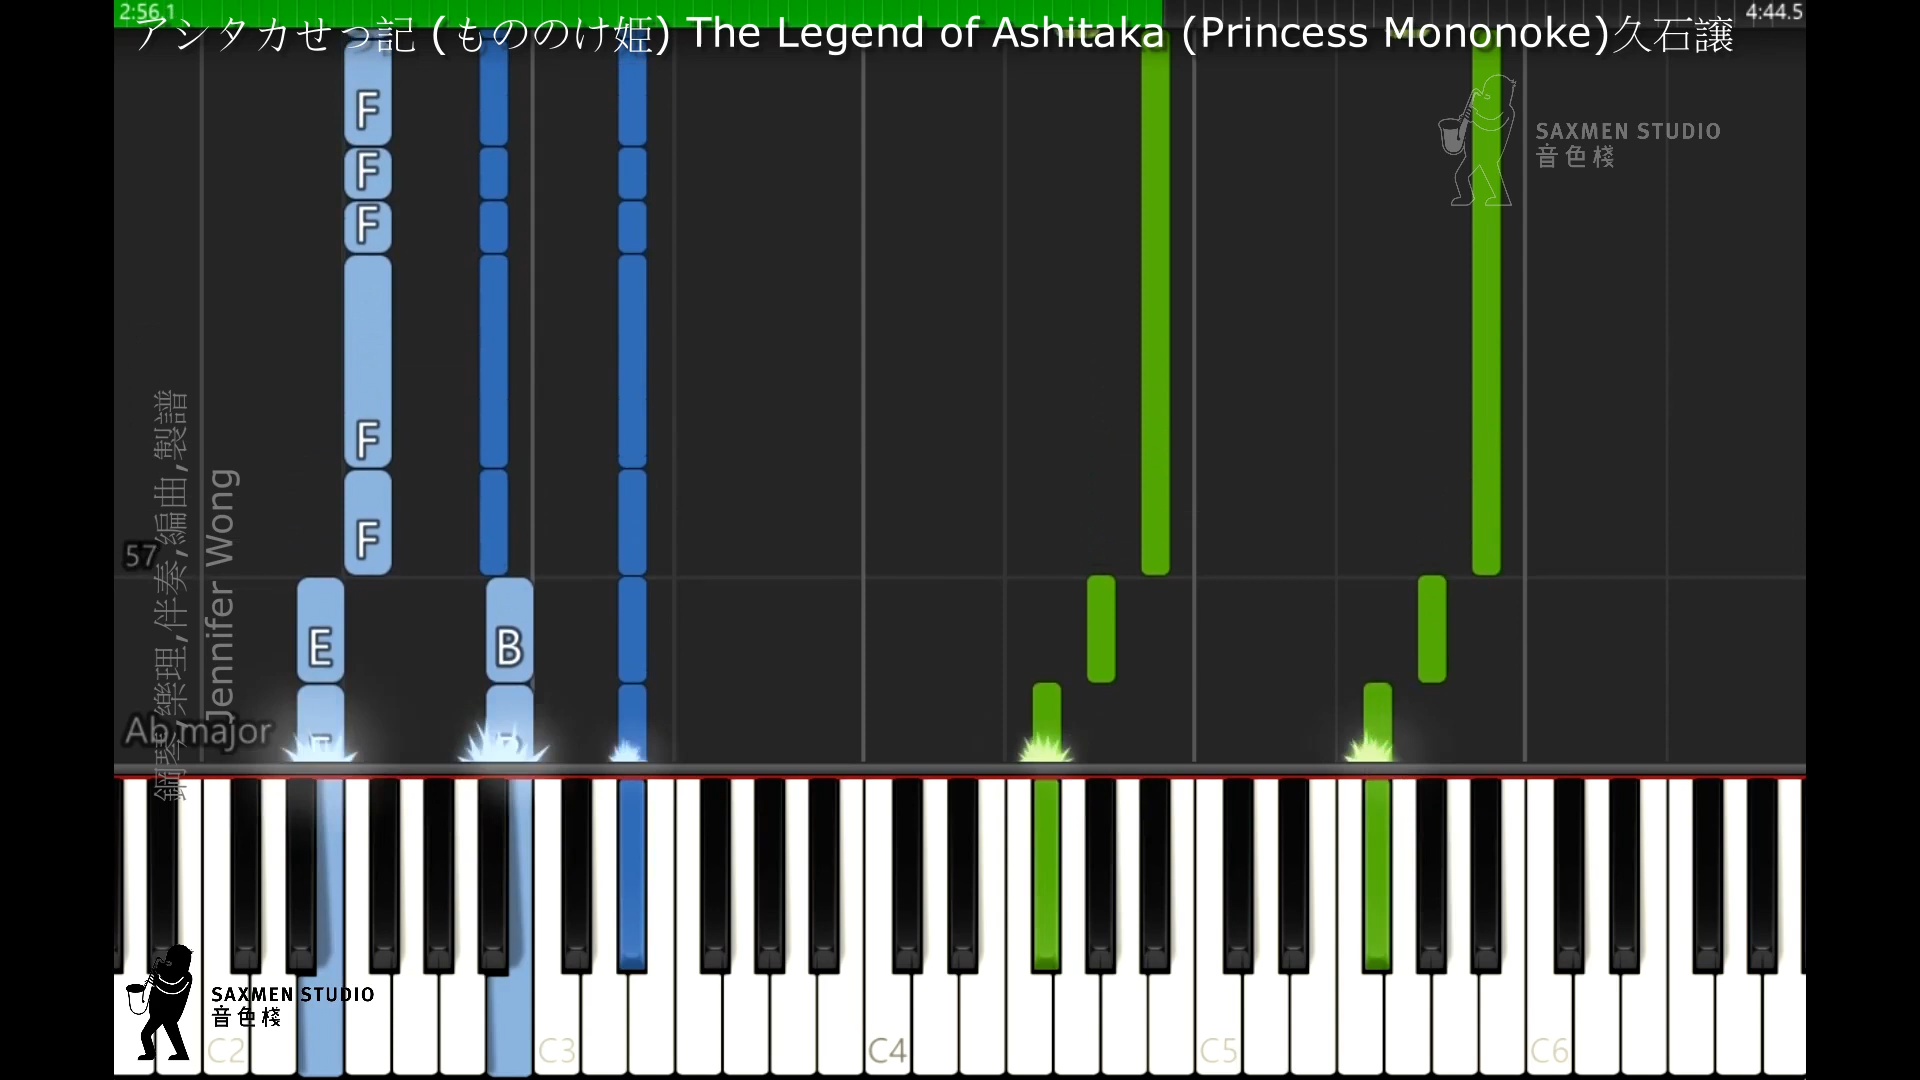 2:56.1
4:44.5
アシタカせっ記 (もののけ姫) The Legend of Ashitaka (Princess Mononoke)久石譲
SAXMEN STUDIO
音色棧
F
F
F
F
F
57
E B
Ab major
鋼琴,樂理,伴奏,編曲,製譜
Jennifer Wong
SAXMEN STUDIO
音色棧
C2 C3 C4 C5 C6